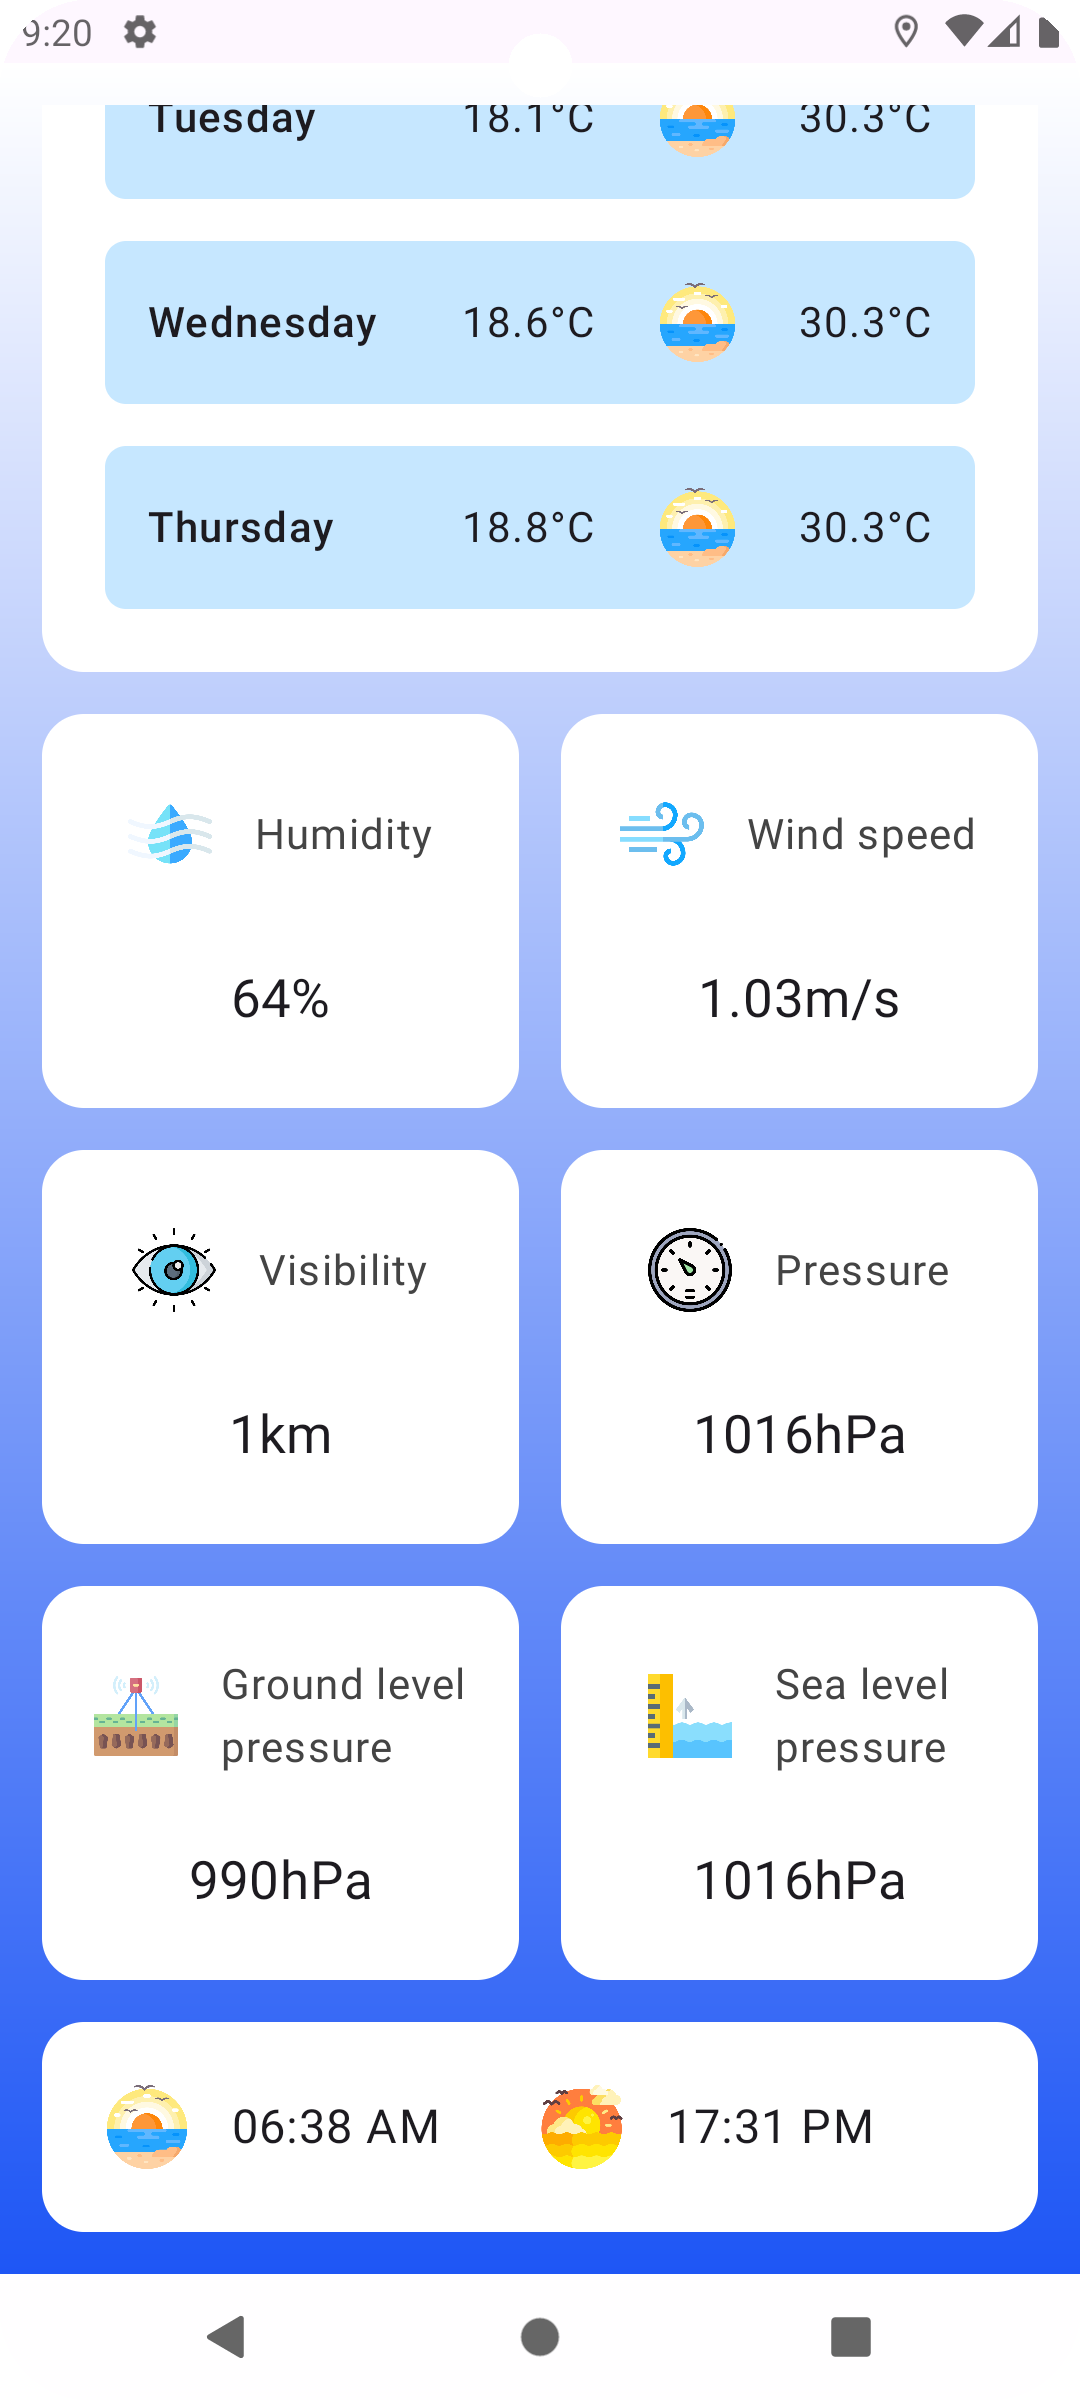 9:20
Tuesday 18.1°C 30.3°C
Wednesday 18.6°C 30.3°C
Thursday 18.8°C 30.3°C
Humidity
64%
Wind speed
1.03m/s
Visibility
1km
Pressure
1016hPa
Ground level
pressure
990hPa
Sea level
pressure
1016hPa
06:38 AM 17:31 PM